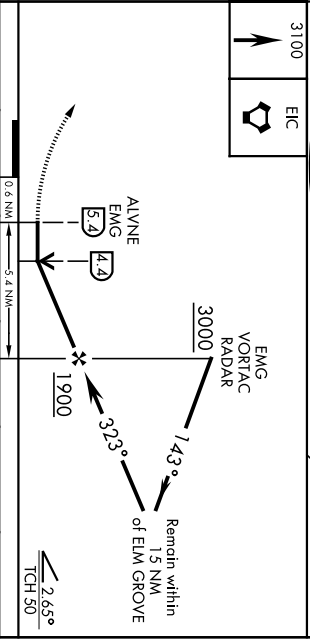 3100
EIC
EMG
VORTAC
RADAR
3000
143°
Remain within
15 NM
of ELM GROVE
323°
1900
ALVNE
EMG
5.4
4.4
0.6 NM
5.4 NM
2.65°
TCH 50